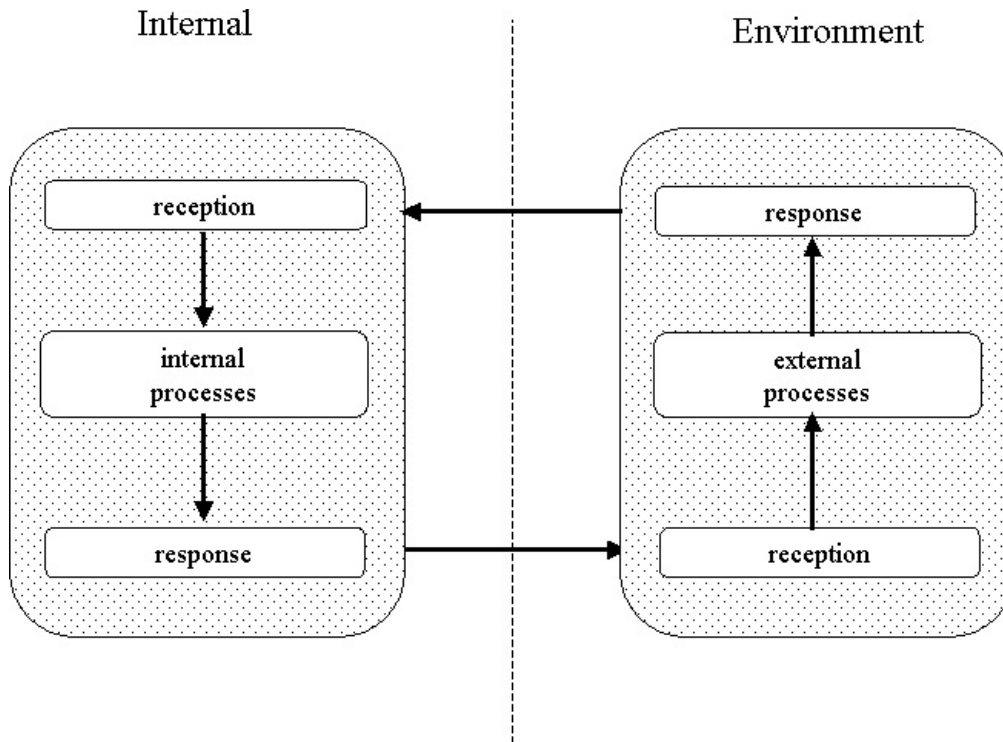 Internal
Environment
reception
internal
processes
response
response
external
processes
reception